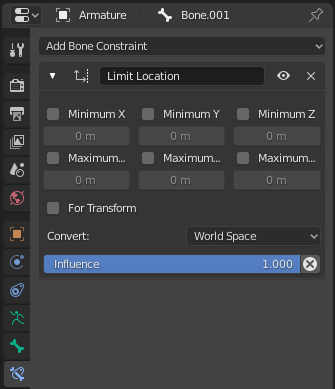 Armature Bone.001
Add Bone Constraint
Limit Location
Minimum X Minimum Y Minimum Z
0 m 0 m 0 m
Maximum... Maximum... Maximum...
0 m 0 m 0 m
For Transform
Convert: World Space
Influence 1.000